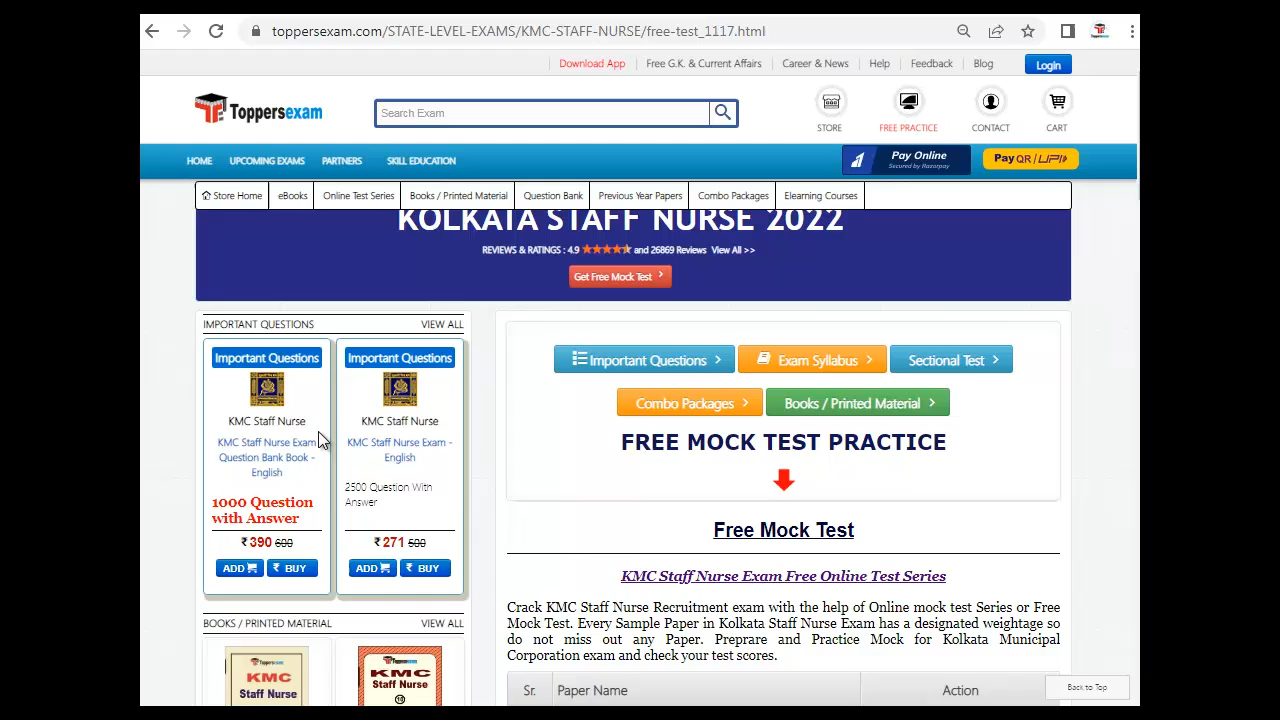 toppersexam.com/STATE-LEVEL-EXAMS/KMC-STAFF-NURSE/free-test_1117.html
Download App Free G.K. & Current Affairs Career & News Help Feedback Blog Login
Toppersexam
Search Exam
STORE FREE PRACTICE CONTACT CART
HOME UPCOMING EXAMS PARTNERS SKILL EDUCATION
Pay Online
Secured by Razorpay
Pay QR / UPI
Store Home eBooks Online Test Series Books / Printed Material Question Bank Previous Year Papers Combo Packages Elearning Courses
KOLKATA STAFF NURSE 2022
REVIEWS & RATINGS : 4.9 and 26869 Reviews View All >>
Get Free Mock Test
IMPORTANT QUESTIONS VIEW ALL
Important Questions
KMC Staff Nurse
KMC Staff Nurse Exam
Question Bank Book -
English
1000 Question
with Answer
₹ 390 600
ADD ₹ BUY
Important Questions
KMC Staff Nurse
KMC Staff Nurse Exam -
English
2500 Question With
Answer
₹ 271 500
ADD ₹ BUY
BOOKS / PRINTED MATERIAL VIEW ALL
Toppersexam
KMC
Staff Nurse
Toppersexam
KMC
Staff Nurse
Important Questions Exam Syllabus Sectional Test
Combo Packages Books / Printed Material
FREE MOCK TEST PRACTICE
Free Mock Test
KMC Staff Nurse Exam Free Online Test Series
Crack KMC Staff Nurse Recruitment exam with the help of Online mock test Series or Free
Mock Test. Every Sample Paper in Kolkata Staff Nurse Exam has a designated weightage so
do not miss out any Paper. Preprare and Practice Mock for Kolkata Municipal
Corporation exam and check your test scores.
Sr. Paper Name Action
Back to Top